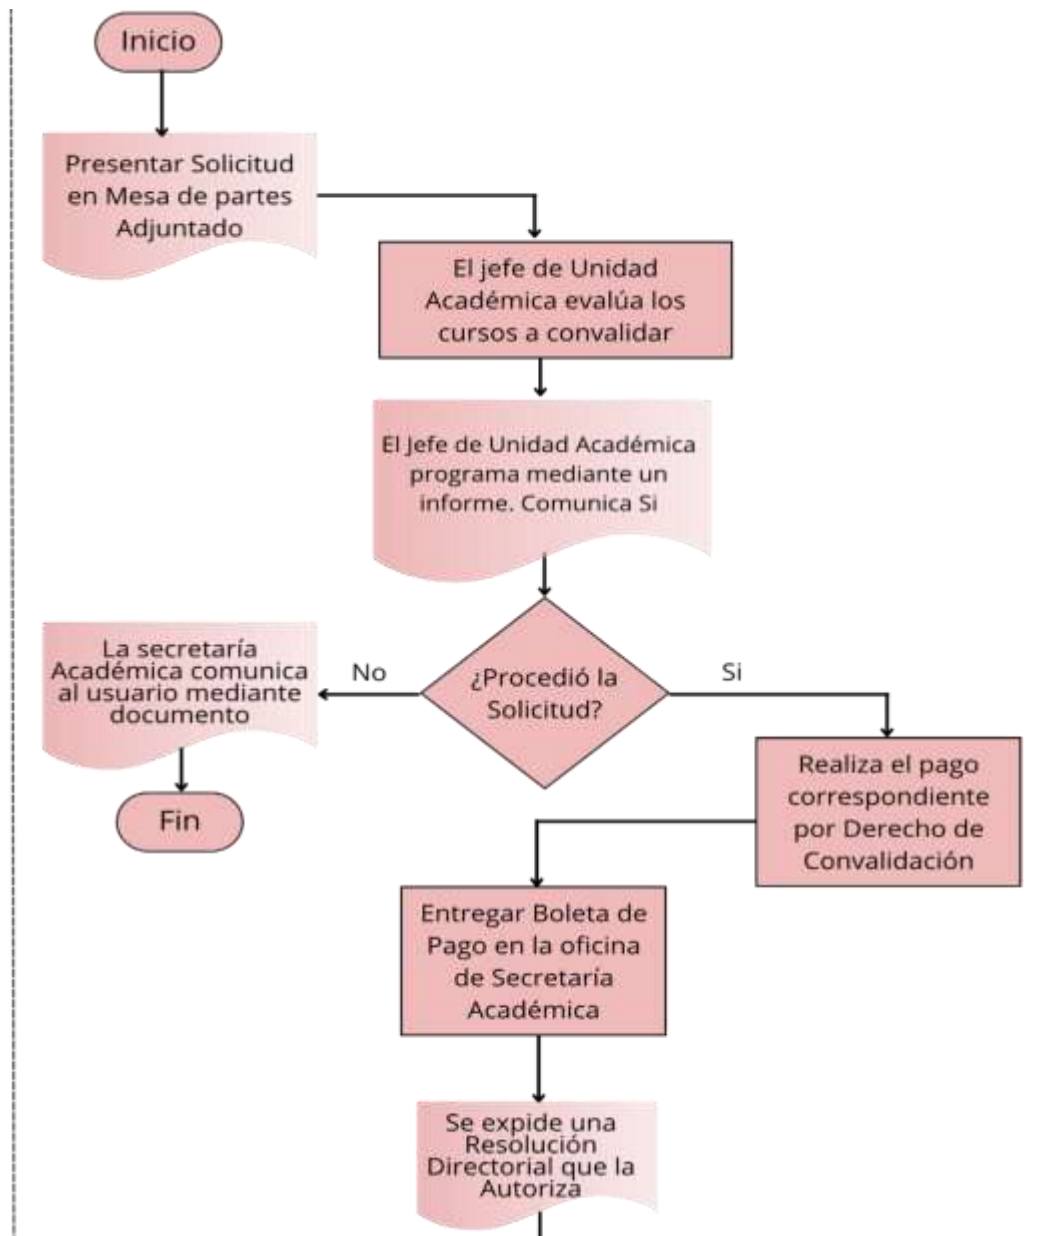 Inicio
Presentar Solicitud
en Mesa de partes
Adjuntado
El jefe de Unidad
Académica evalúa los
cursos a convalidar
El Jefe de Unidad Académica
programa mediante un
informe. Comunica Si
¿Procedió la
Solicitud?
No
Si
La secretaría
Académica comunica
al usuario mediante
documento
Fin
Realiza el pago
correspondiente
por Derecho de
Convalidación
Entregar Boleta de
Pago en la oficina
de Secretaría
Académica
Se expide una
Resolución
Directorial que la
Autoriza